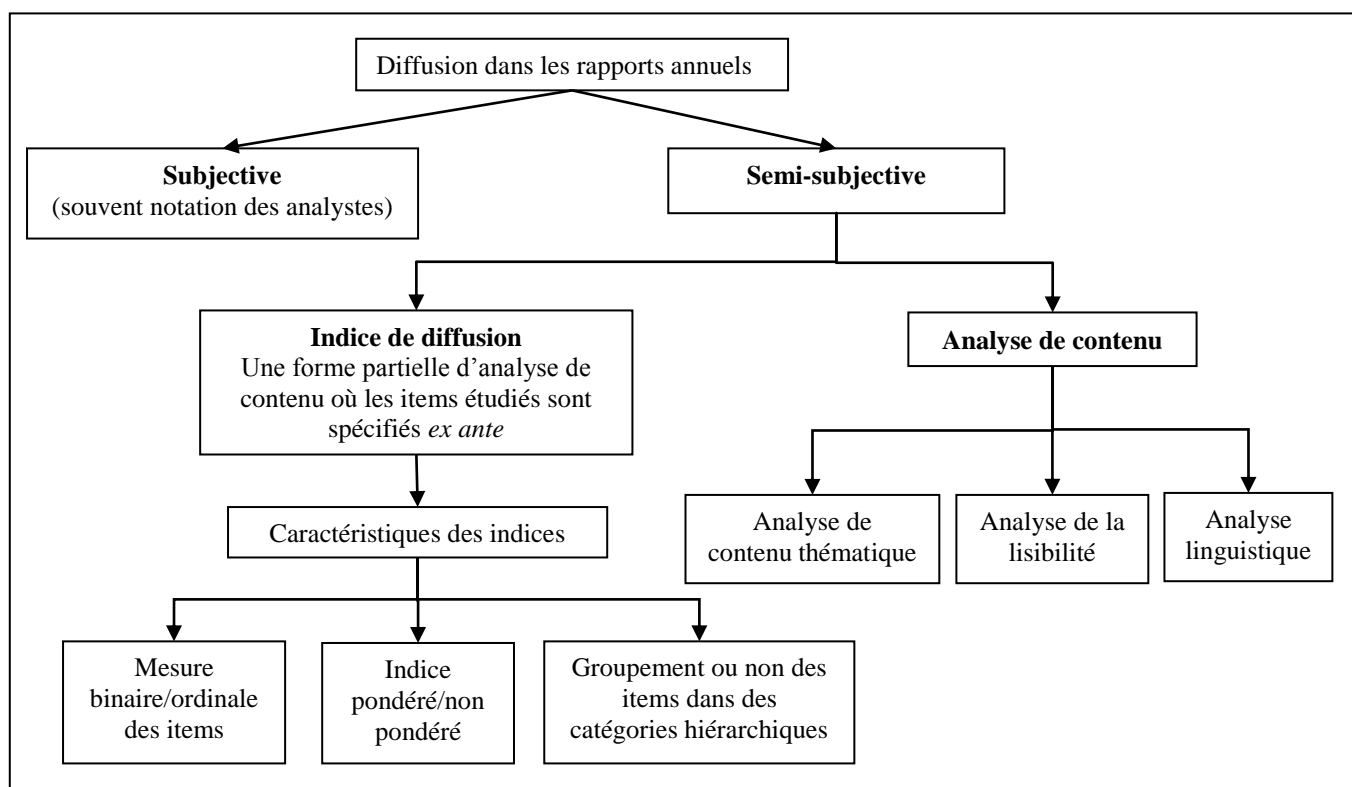 Diffusion dans les rapports annuels
Subjective
(souvent notation des analystes)
Semi-subjective
Indice de diffusion
Une forme partielle d’analyse de
contenu où les items étudiés sont
spécifiés ex ante
Analyse de contenu
Caractéristiques des indices
Analyse de
contenu thématique
Analyse de la
lisibilité
Analyse
linguistique
Mesure
binaire/ordinale
des items
Indice
pondéré/non
pondéré
Groupement ou non des
items dans des
catégories hiérarchiques